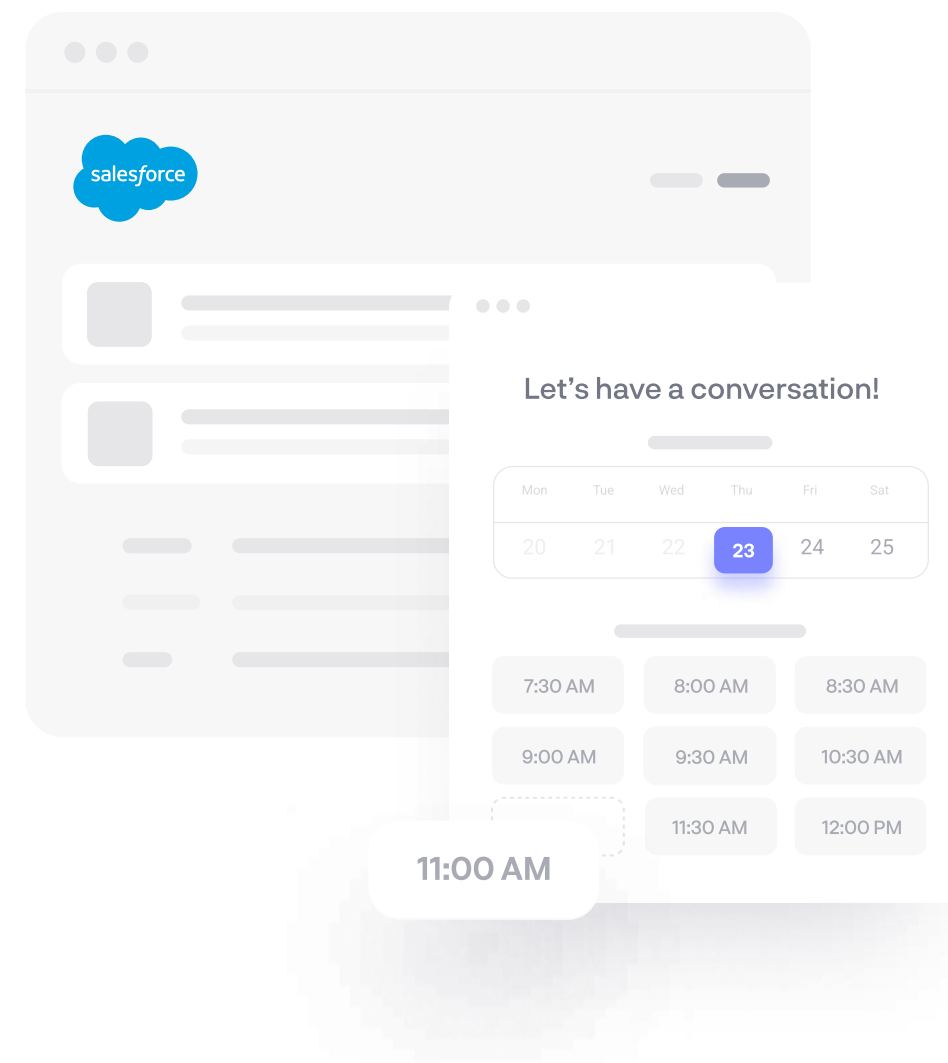 salesforce
Let's have a conversation!
Mon Tue Wed Thu Fri Sat
20 21 22 23 24 25
7:30 AM 8:00 AM 8:30 AM
9:00 AM 9:30 AM 10:30 AM
11:30 AM 12:00 PM
11:00 AM